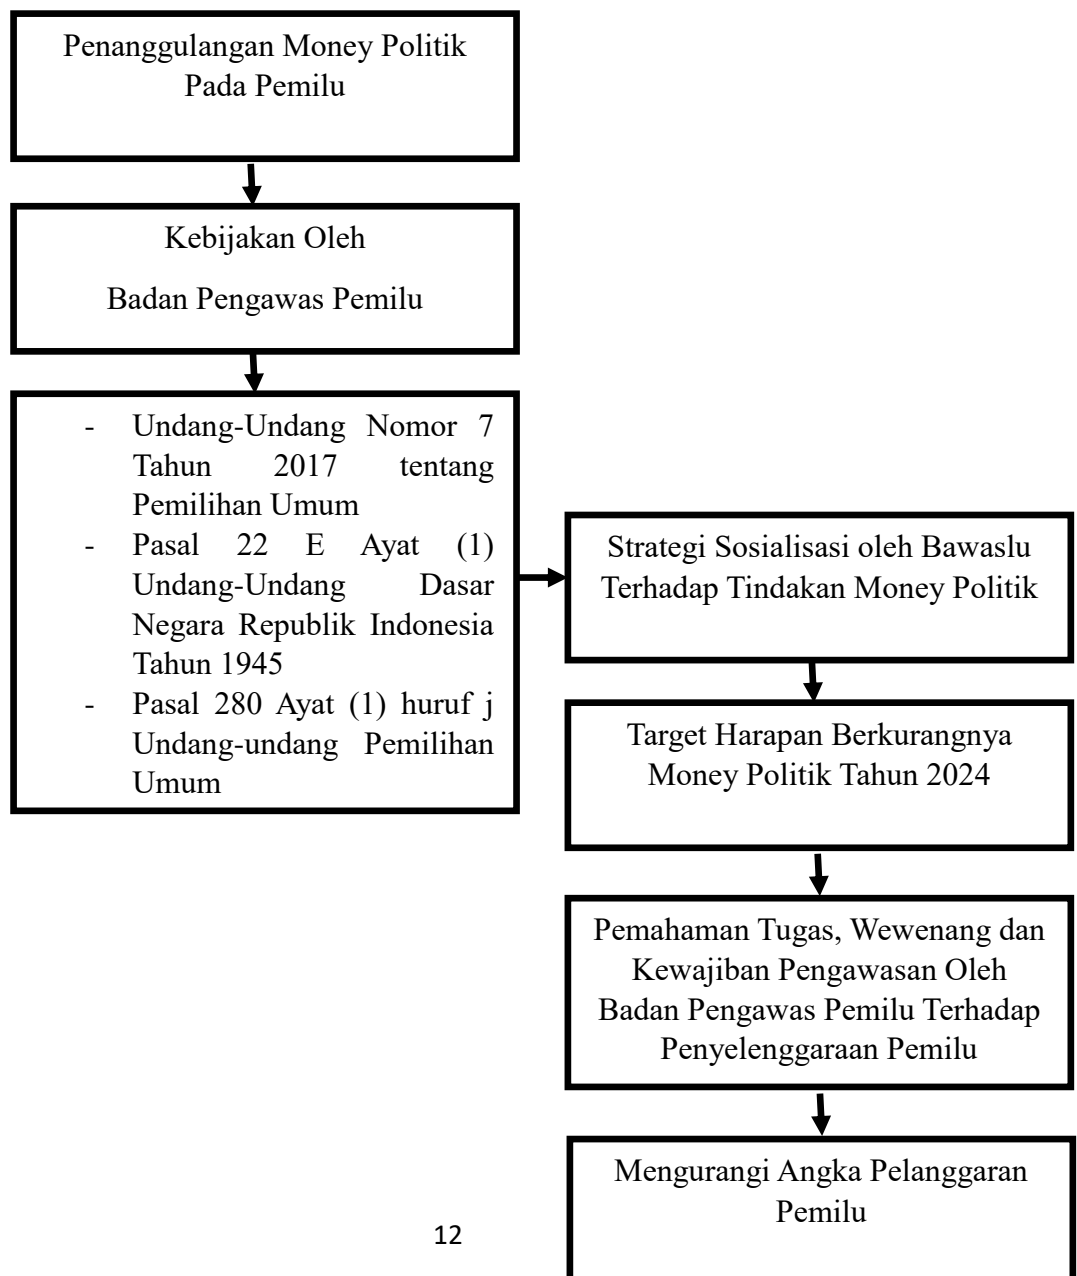 Penanggulangan Money Politik
Pada Pemilu
Kebijakan Oleh
Badan Pengawas Pemilu
- Undang-Undang Nomor 7
Tahun 2017 tentang
Pemilihan Umum
- Pasal 22 E Ayat (1)
Undang-Undang Dasar
Negara Republik Indonesia
Tahun 1945
- Pasal 280 Ayat (1) huruf j
Undang-undang Pemilihan
Umum
Strategi Sosialisasi oleh Bawaslu
Terhadap Tindakan Money Politik
Target Harapan Berkurangnya
Money Politik Tahun 2024
Pemahaman Tugas, Wewenang dan
Kewajiban Pengawasan Oleh
Badan Pengawas Pemilu Terhadap
Penyelenggaraan Pemilu
Mengurangi Angka Pelanggaran
Pemilu
12